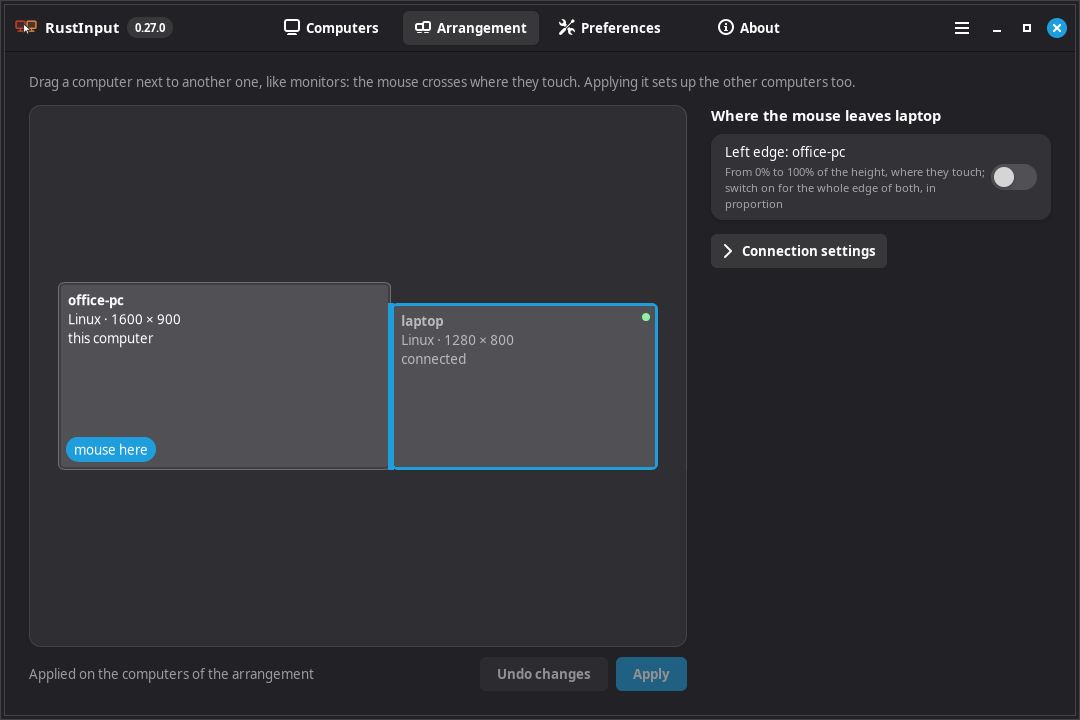 RustInput 0.27.0 Computers Arrangement Preferences About
Drag a computer next to another one, like monitors: the mouse crosses where they touch. Applying it sets up the other computers too.
office-pc
Linux · 1600 × 900
this computer
mouse here
laptop
Linux · 1280 × 800
connected
Where the mouse leaves laptop
Left edge: office-pc
From 0% to 100% of the height, where they touch;
switch on for the whole edge of both, in
proportion
Connection settings
Applied on the computers of the arrangement
Undo changes
Apply